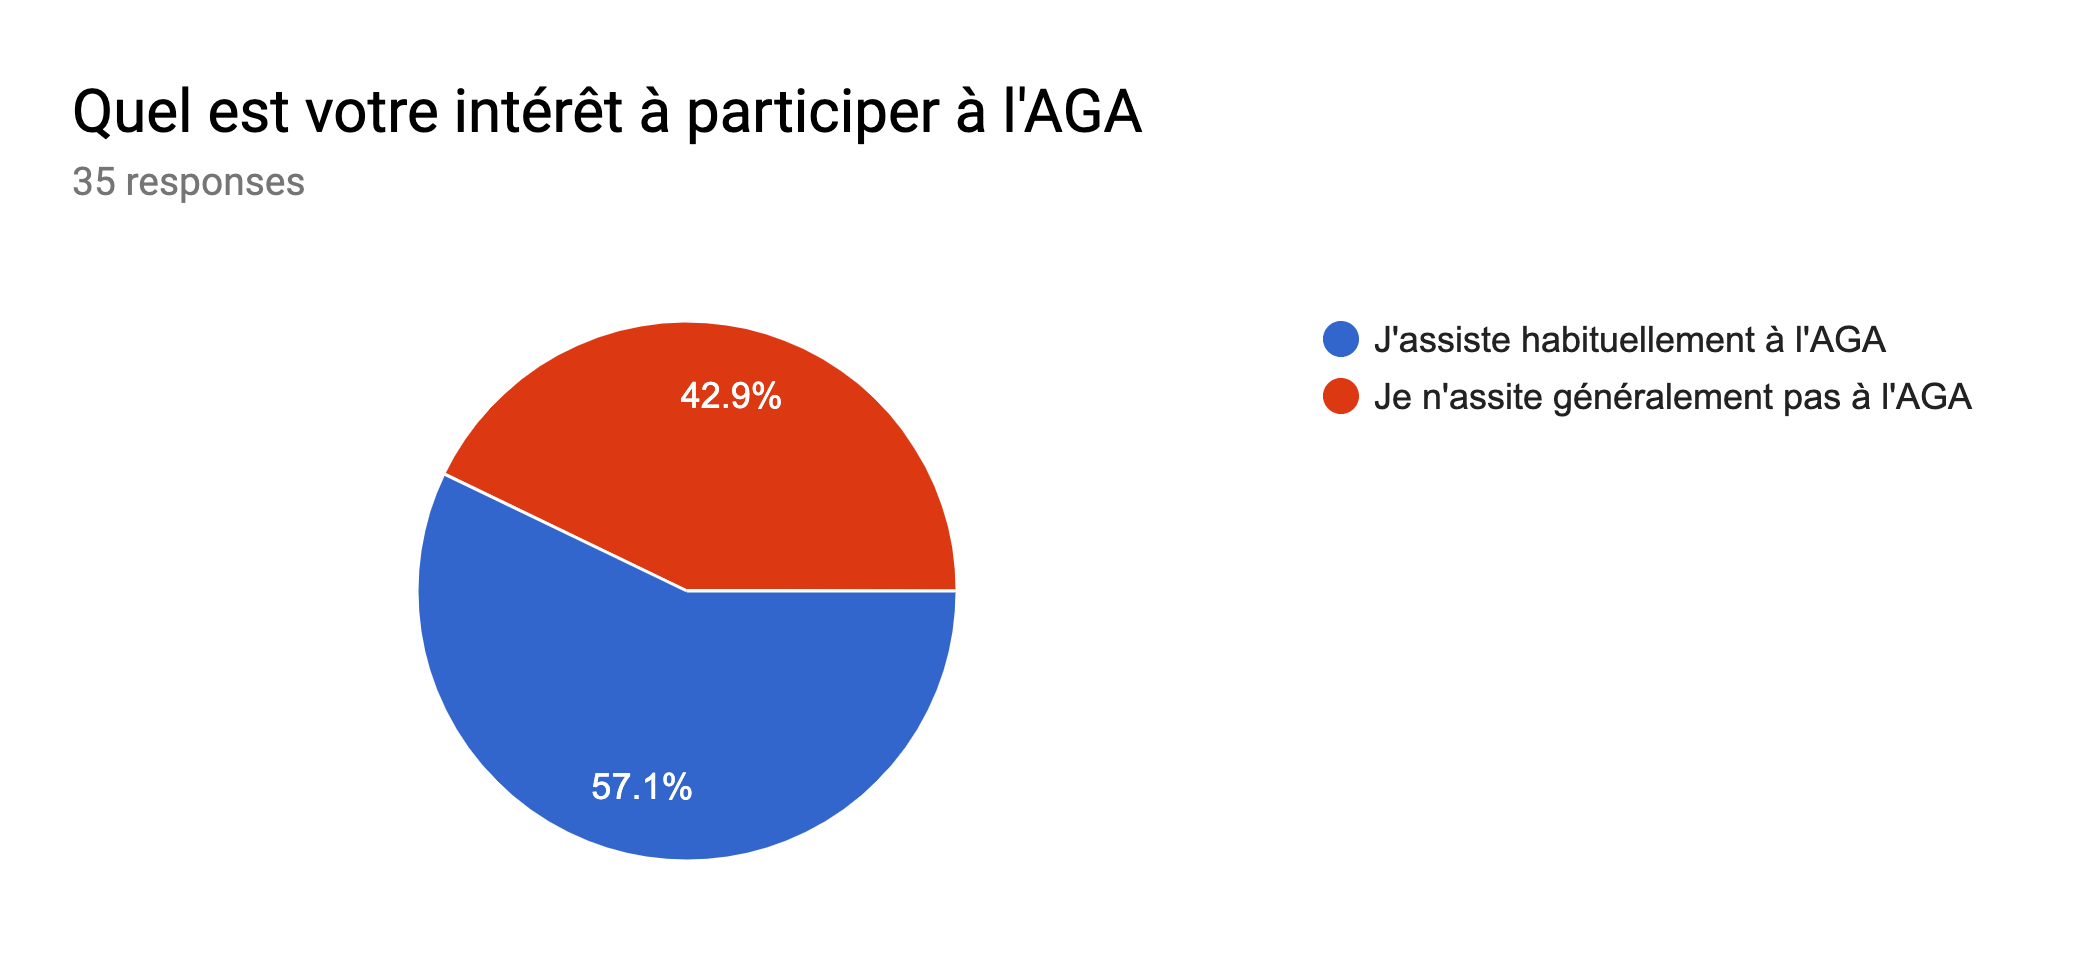 Quel est votre intérêt à participer à l'AGA
35 responses
J'assiste habituellement à l'AGA
Je n'assite généralement pas à l'AGA
42.9%
57.1%